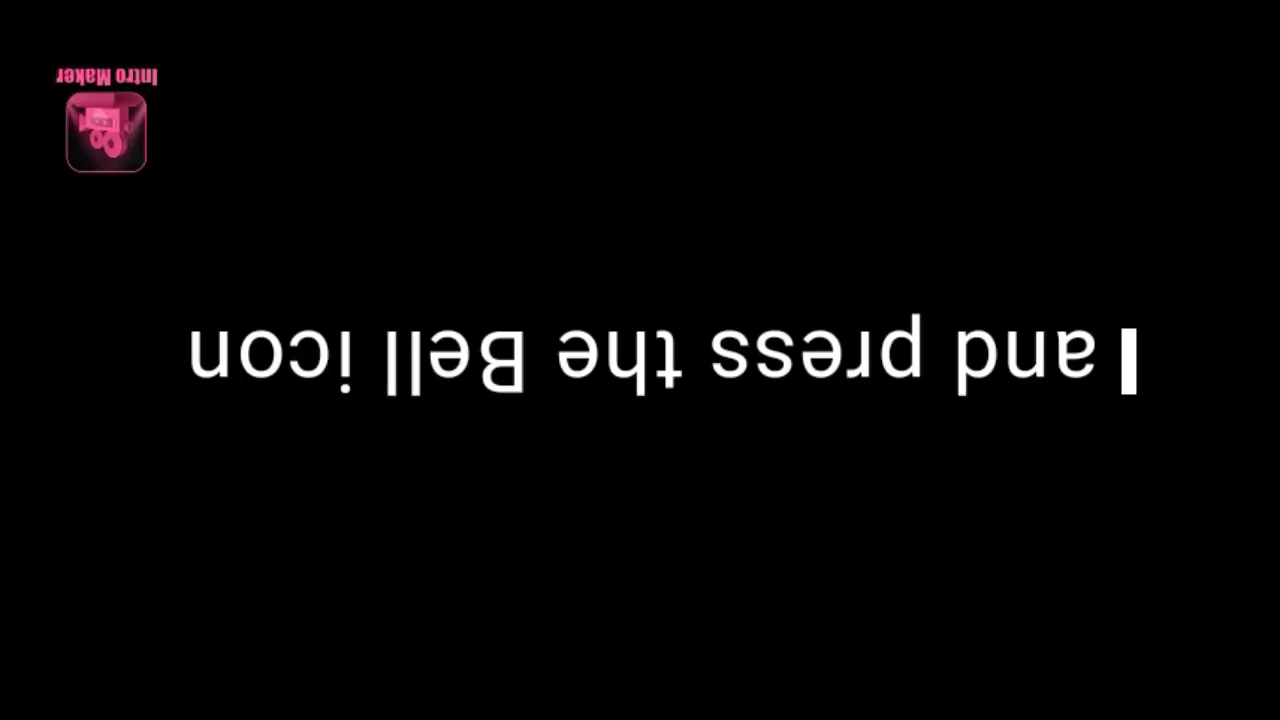 and press the Bell icon
Intro Maker